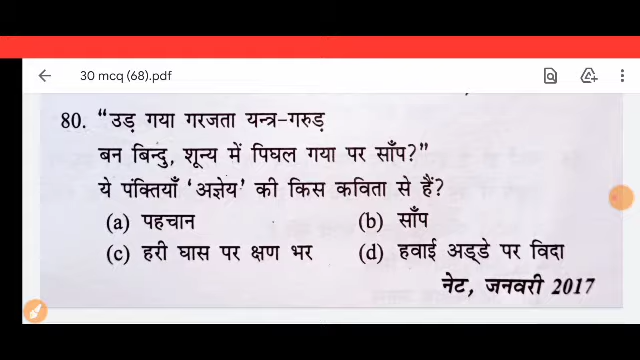 30 mcq (68).pdf
80. “उड़ गया गरजता यन्त्र-गरुड़
बन बिन्दु, शून्य में पिघल गया पर साँप?”
ये पंक्तियाँ ‘अज्ञेय’ की किस कविता से हैं?
(a) पहचान (b) साँप
(c) हरी घास पर क्षण भर (d) हवाई अड्डे पर विदा
नेट, जनवरी 2017